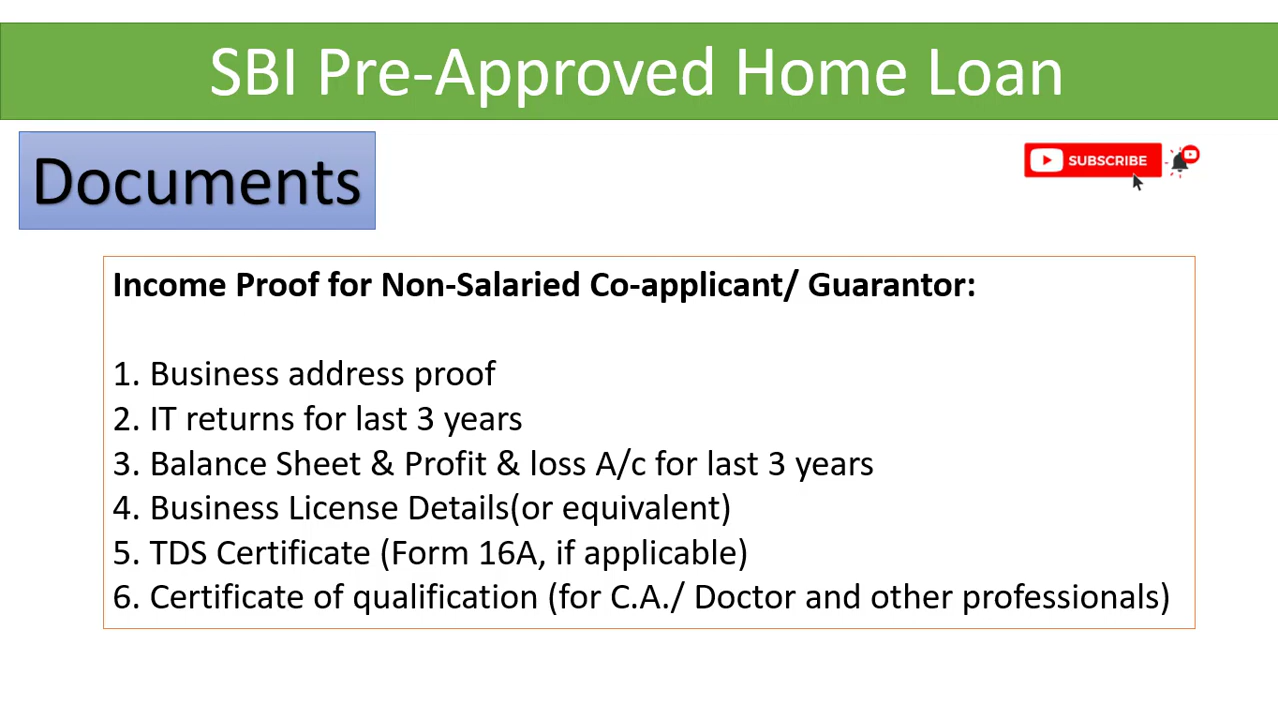 SBI Pre-Approved Home Loan
Documents
SUBSCRIBE
Income Proof for Non-Salaried Co-applicant/ Guarantor:
1. Business address proof
2. IT returns for last 3 years
3. Balance Sheet & Profit & loss A/c for last 3 years
4. Business License Details(or equivalent)
5. TDS Certificate (Form 16A, if applicable)
6. Certificate of qualification (for C.A./ Doctor and other professionals)